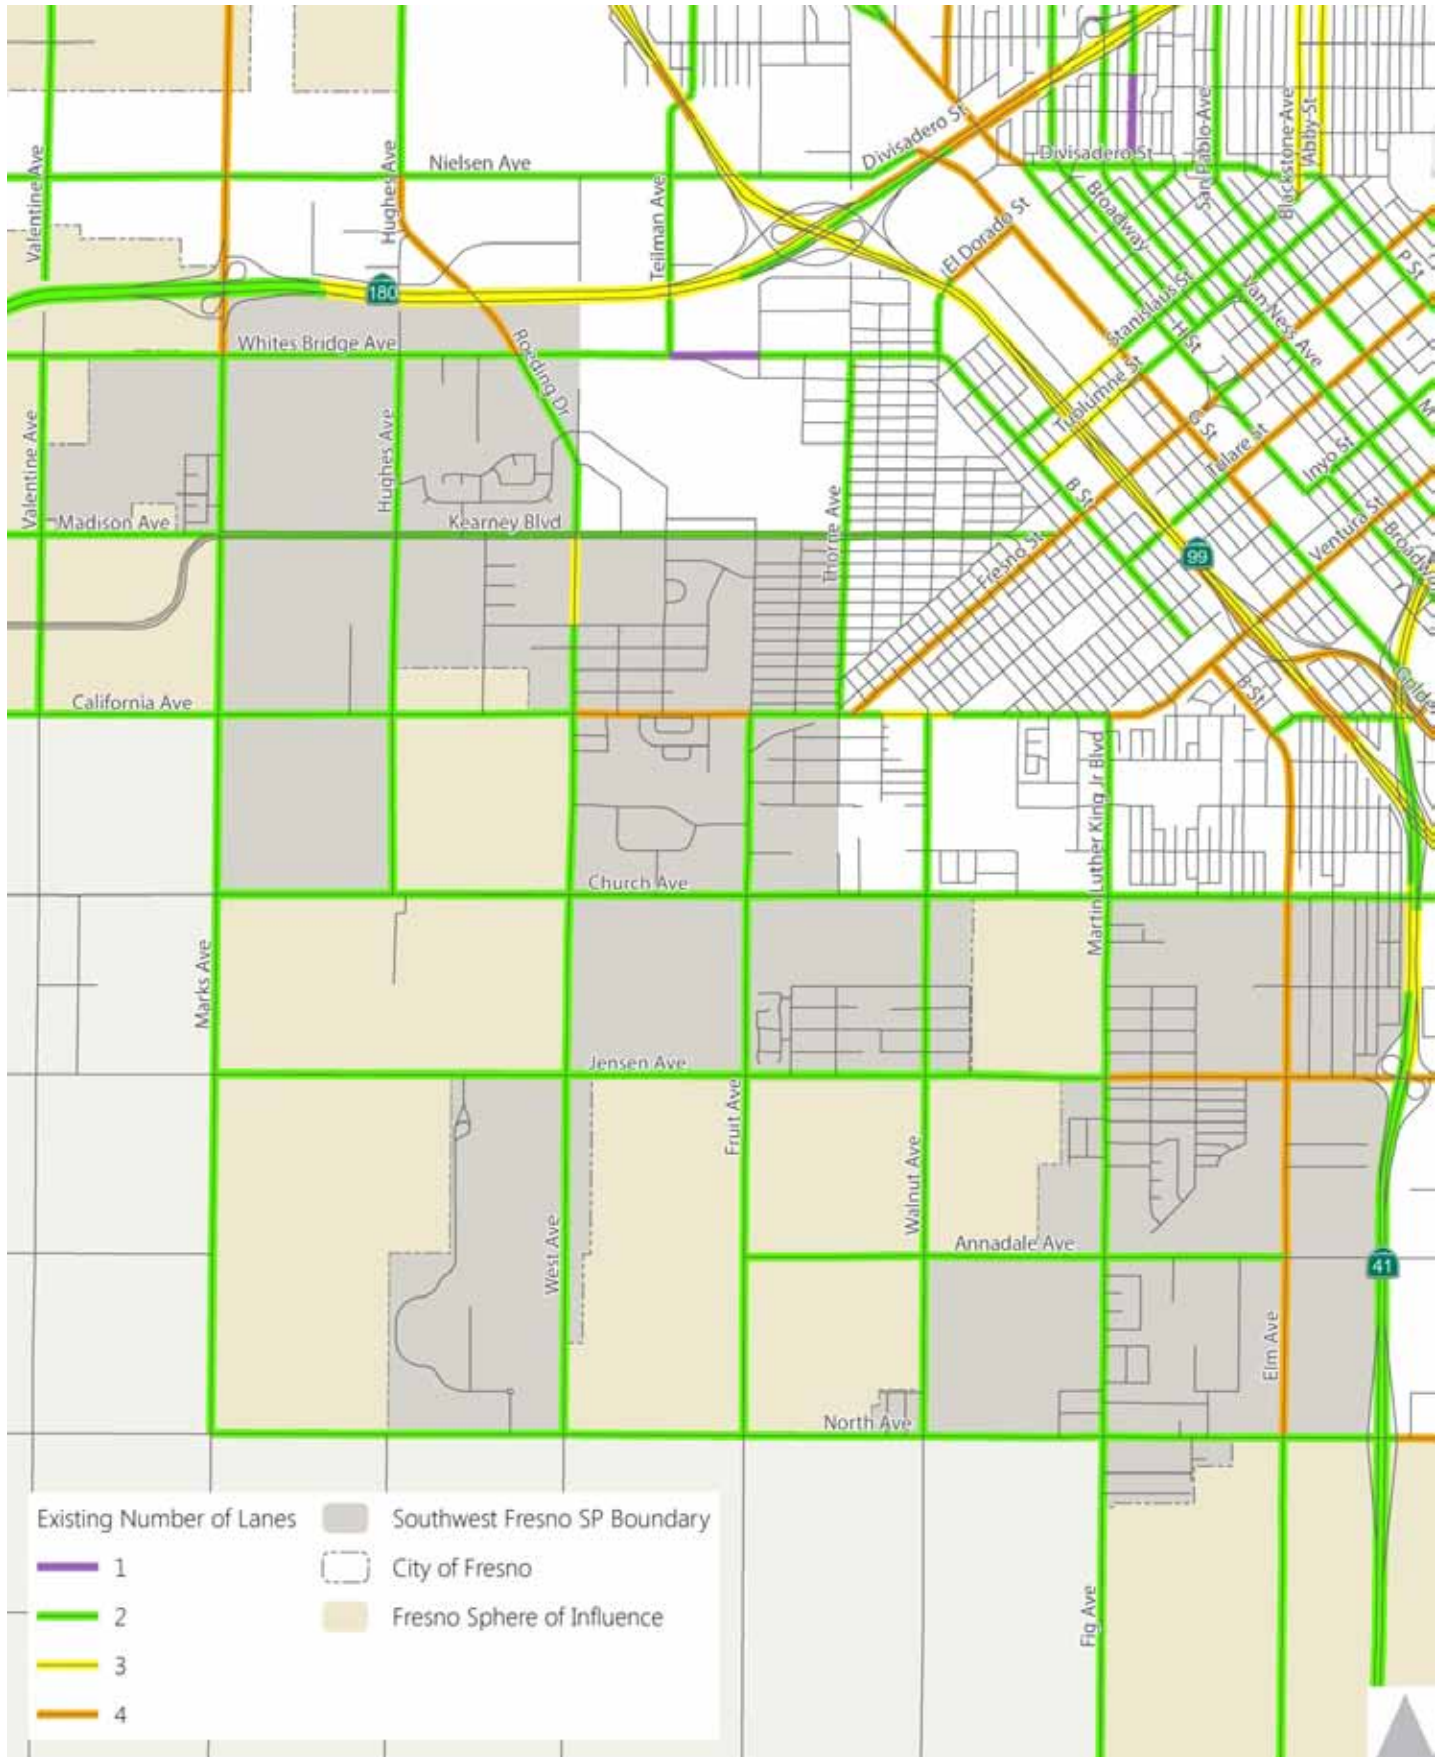 Divisadero St
Divisadero St
San Pablo Ave
Blackstone Ave
Abby St
Nielsen Ave
Valentine Ave
Hughes Ave
Teilman Ave
Broadway
El Dorado St
P St
Stanislaus St
Van Ness Ave
H St
180
Whites Bridge Ave
Roeding Dr
Tuolumne St
G St
Tulare St
M
Inyo St
Valentine Ave
Hughes Ave
B St
Thorne Ave
Ventura St
Madison Ave
Kearney Blvd
Fresno St
99
Broadw
California Ave
B St
Golde
Martin Luther King Jr Blvd
Church Ave
Marks Ave
Jensen Ave
Fruit Ave
Walnut Ave
West Ave
Annadale Ave
41
Elm Ave
North Ave
Fig Ave
Existing Number of Lanes
1
2
3
4
Southwest Fresno SP Boundary
City of Fresno
Fresno Sphere of Influence